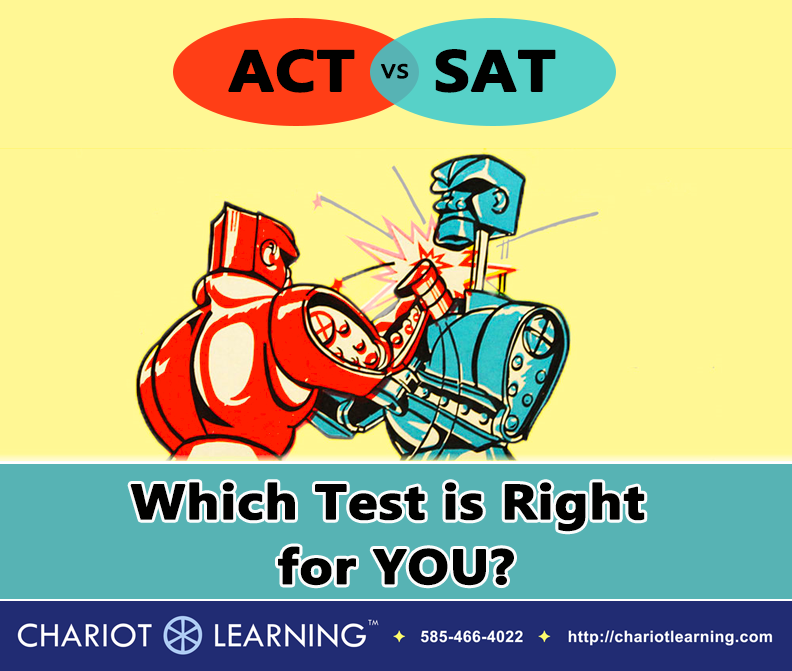 ACT vs SAT
Which Test is Right
for YOU?
CHARIOT LEARNING™ 585-466-4022 http://chariotlearning.com